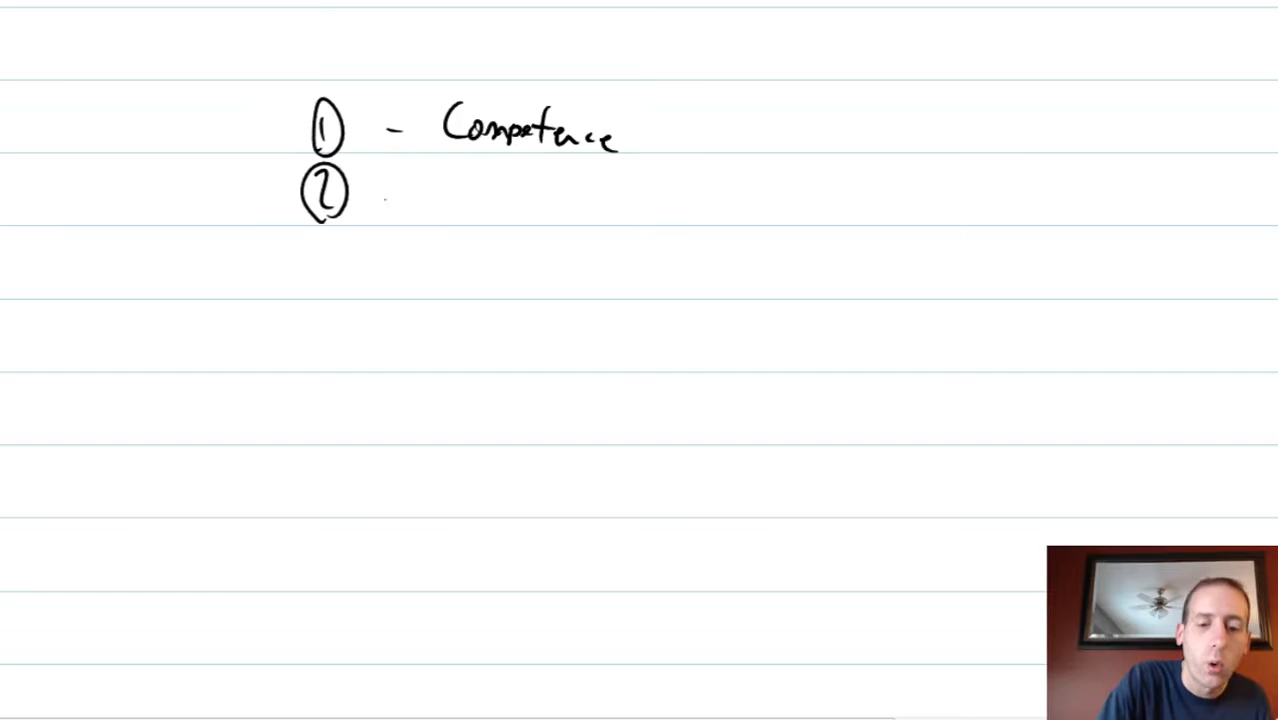 ① - Competence
②